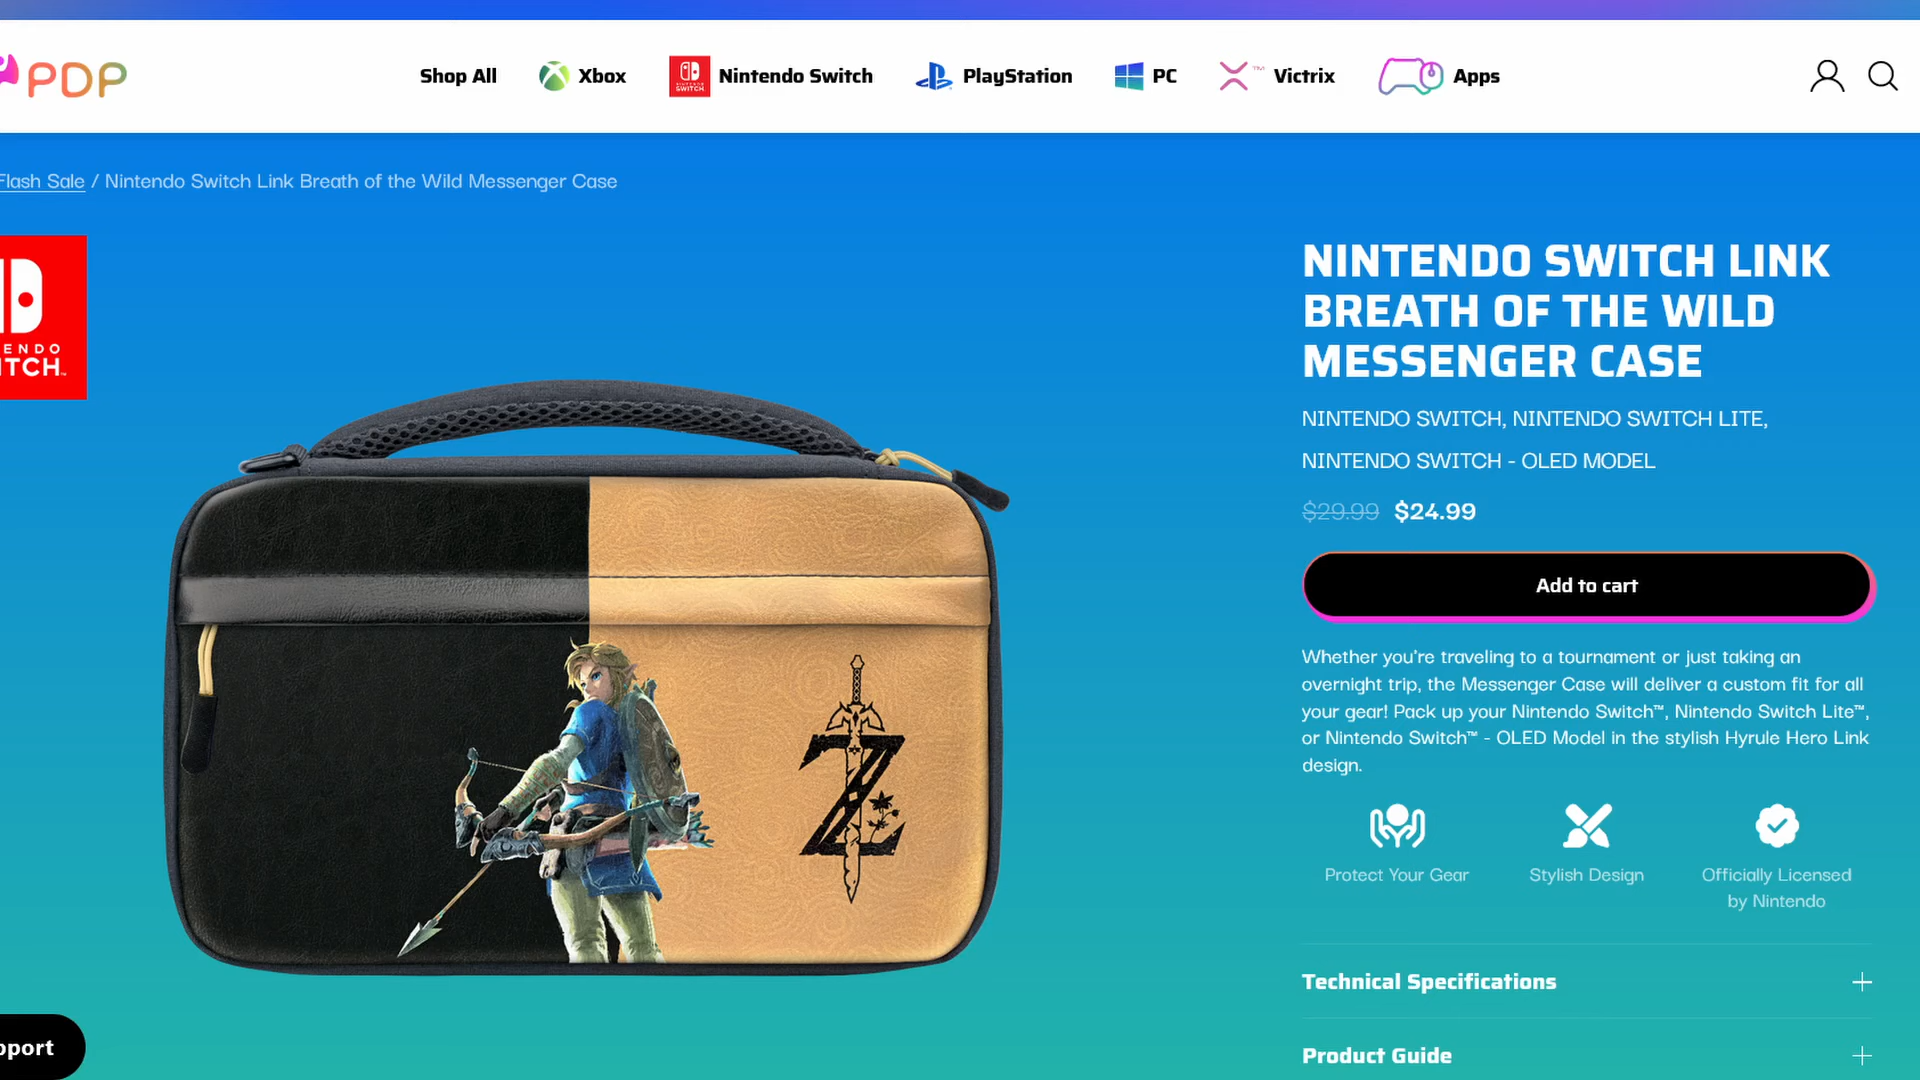 PDP
Shop All
Xbox
Nintendo Switch
PlayStation
PC
Victrix
Apps
Flash Sale / Nintendo Switch Link Breath of the Wild Messenger Case
NINTENDO SWITCH LINK
BREATH OF THE WILD
MESSENGER CASE
NINTENDO SWITCH, NINTENDO SWITCH LITE,
NINTENDO SWITCH - OLED MODEL
$29.99 $24.99
Add to cart
Whether you're traveling to a tournament or just taking an
overnight trip, the Messenger Case will deliver a custom fit for all
your gear! Pack up your Nintendo Switch™, Nintendo Switch Lite™,
or Nintendo Switch™ - OLED Model in the stylish Hyrule Hero Link
design.
Protect Your Gear
Stylish Design
Officially Licensed
by Nintendo
Technical Specifications
Product Guide
Z